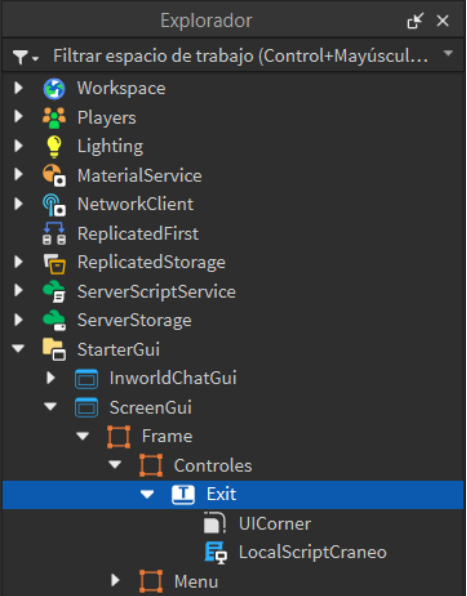 Explorador
Filtrar espacio de trabajo (Control+Mayúscul...
Workspace
Players
Lighting
MaterialService
NetworkClient
ReplicatedFirst
ReplicatedStorage
ServerScriptService
ServerStorage
StarterGui
InworldChatGui
ScreenGui
Frame
Controles
Exit
UICorner
LocalScriptCraneo
Menu